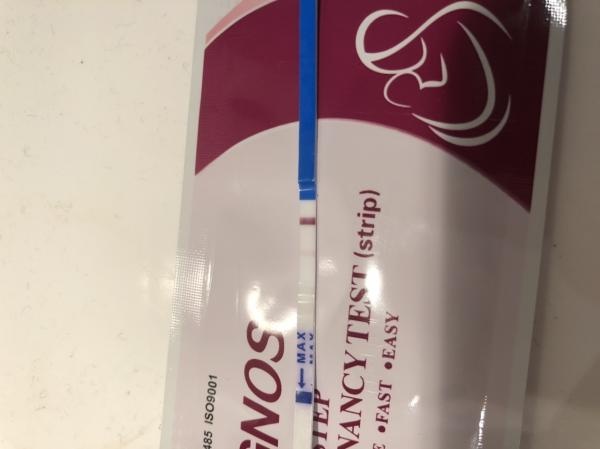 485 ISO9001
GNOS
← MAX
STEP
NANCY TEST (strip)
E • FAST • EASY